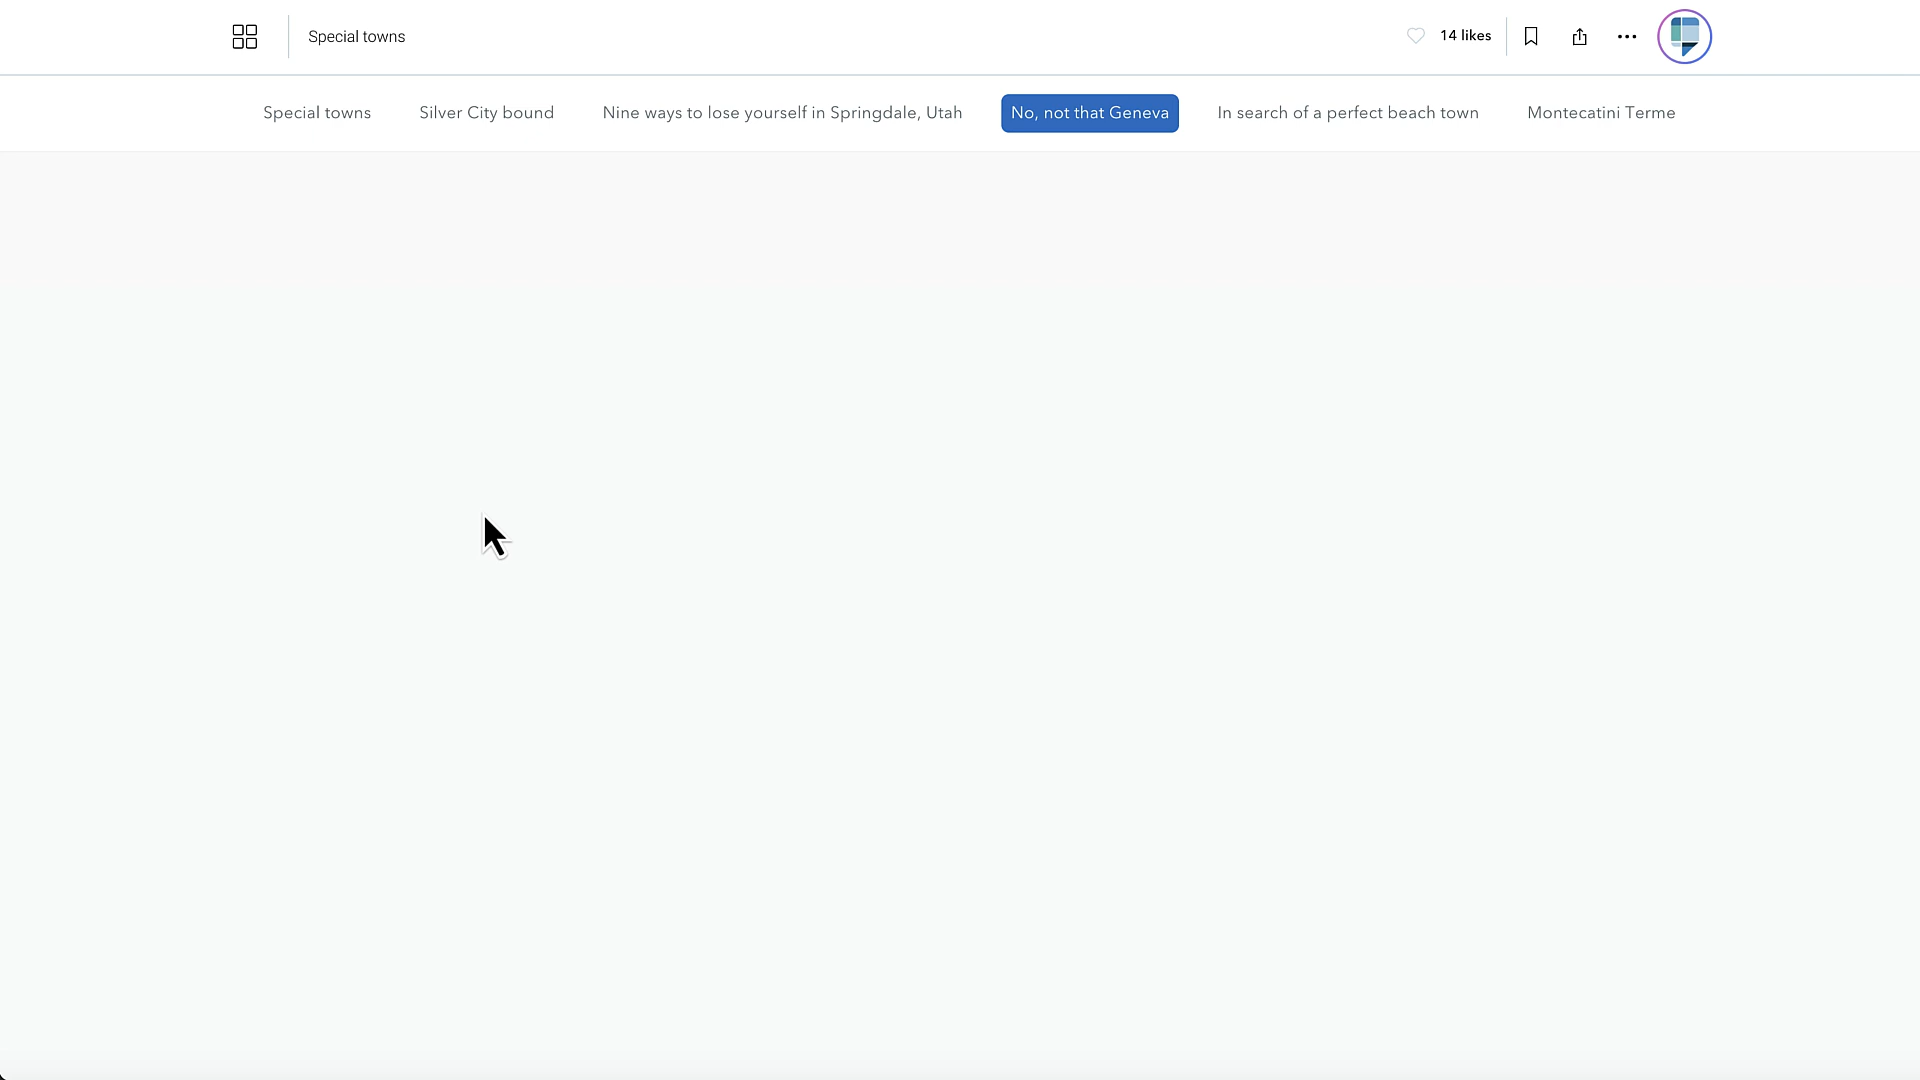 Special towns
14 likes
Special towns
Silver City bound
Nine ways to lose yourself in Springdale, Utah
No, not that Geneva
In search of a perfect beach town
Montecatini Terme